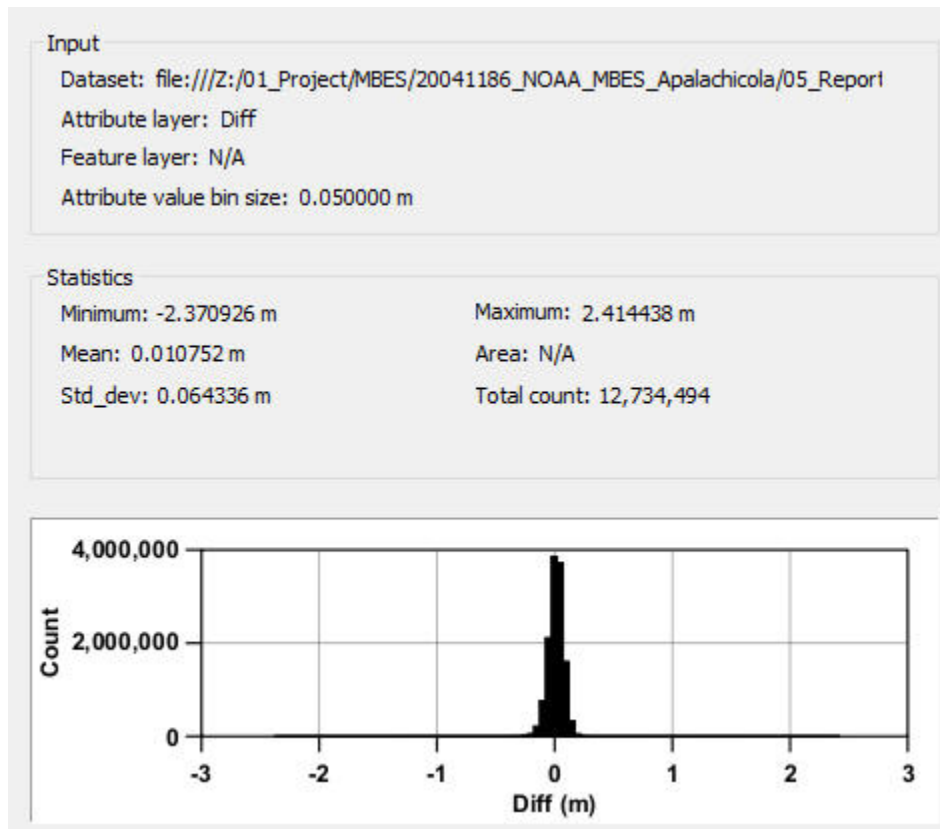 Input
Dataset: file:///Z:/01_Project/MBES/20041186_NOAA_MBES_Apalachicola/05_Report
Attribute layer: Diff
Feature layer: N/A
Attribute value bin size: 0.050000 m
Statistics
Minimum: -2.370926 m Maximum: 2.414438 m
Mean: 0.010752 m Area: N/A
Std_dev: 0.064336 m Total count: 12,734,494
4,000,000
Count
2,000,000
0
-3 -2 -1 0 1 2 3
Diff (m)